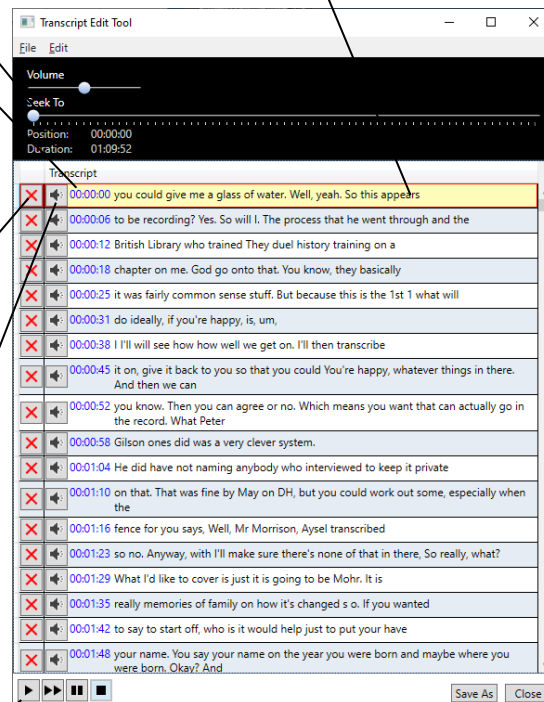 Transcript Edit Tool
File Edit
Volume
Seek To
Position: 00:00:00
Duration: 01:09:52
Transcript
00:00:00 you could give me a glass of water. Well, yeah. So this appears
00:00:06 to be recording? Yes. So will I. The process that he went through and the
00:00:12 British Library who trained They duel history training on a
00:00:18 chapter on me. God go onto that. You know, they basically
00:00:25 it was fairly common sense stuff. But because this is the 1st 1 what will
00:00:31 do ideally, if you're happy, is, um,
00:00:38 I I'll will see how how well we get on. I'll then transcribe
00:00:45 it on, give it back to you so that you could You're happy, whatever things in there.
And then we can
00:00:52 you know. Then you can agree or no. Which means you want that can actually go in
the record. What Peter
00:00:58 Gilson ones did was a very clever system.
00:01:04 He did have not naming anybody who interviewed to keep it private
00:01:10 on that. That was fine by May on DH, but you could work out some, especially when
the
00:01:16 fence for you says, Well, Mr Morrison, Aysel transcribed
00:01:23 so no. Anyway, with I'll make sure there's none of that in there, So really, what?
00:01:29 What I'd like to cover is just it is going to be Mohr. It is
00:01:35 really memories of family on how it's changed s o. If you wanted
00:01:42 to say to start off, who is it would help just to put your have
00:01:48 your name. You say your name on the year you were born and maybe where you
were born. Okay? And
Save As Close